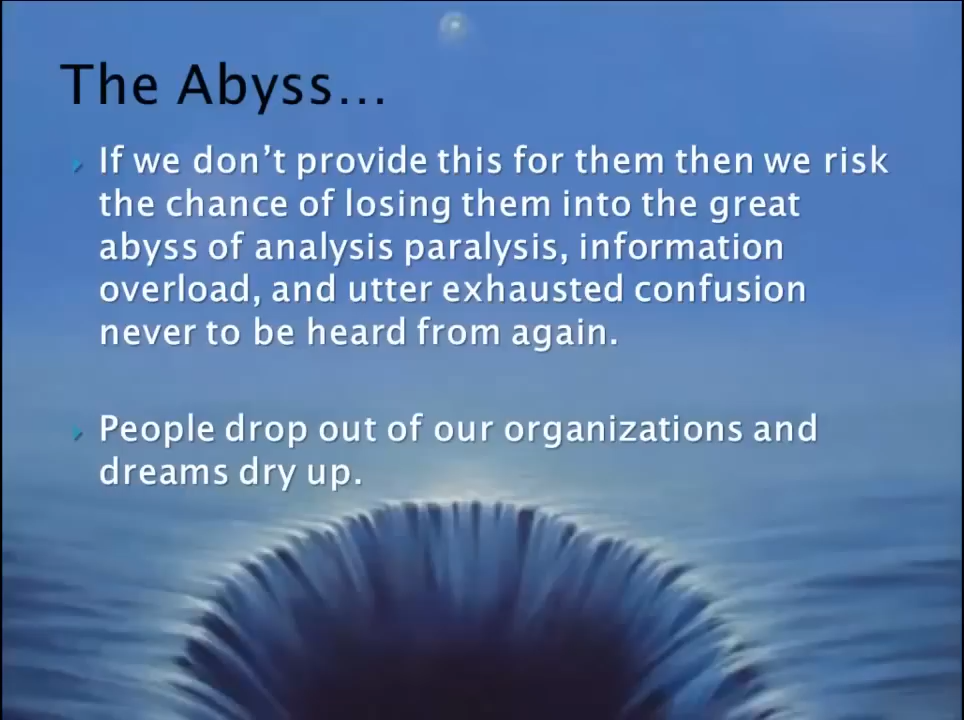 The Abyss...
If we don't provide this for them then we risk
the chance of losing them into the great
abyss of analysis paralysis, information
overload, and utter exhausted confusion
never to be heard from again.
People drop out of our organizations and
dreams dry up.